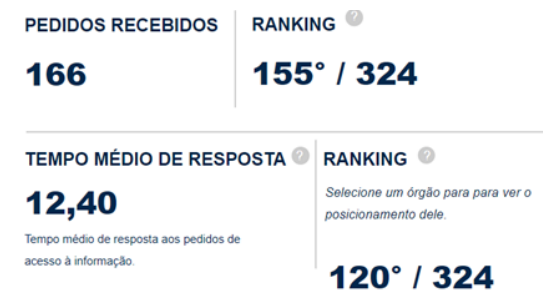 PEDIDOS RECEBIDOS
166
RANKING ?
155° / 324
TEMPO MÉDIO DE RESPOSTA ?
12,40
Tempo médio de resposta aos pedidos de
acesso à informação.
RANKING ?
Selecione um órgão para para ver o
posicionamento dele.
120° / 324